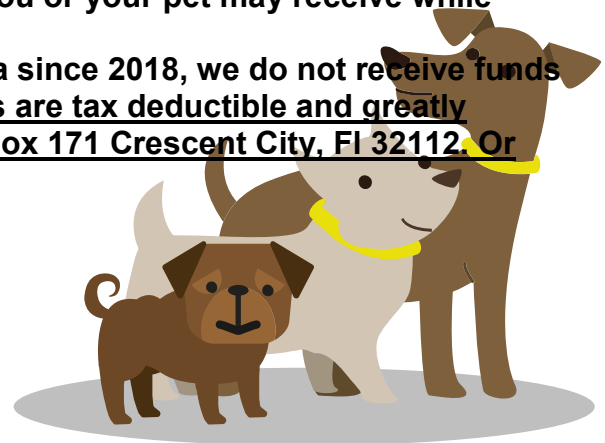 ou or your pet may receive while
a since 2018, we do not receive funds
s are tax deductible and greatly
ox 171 Crescent City, Fl 32112. Or